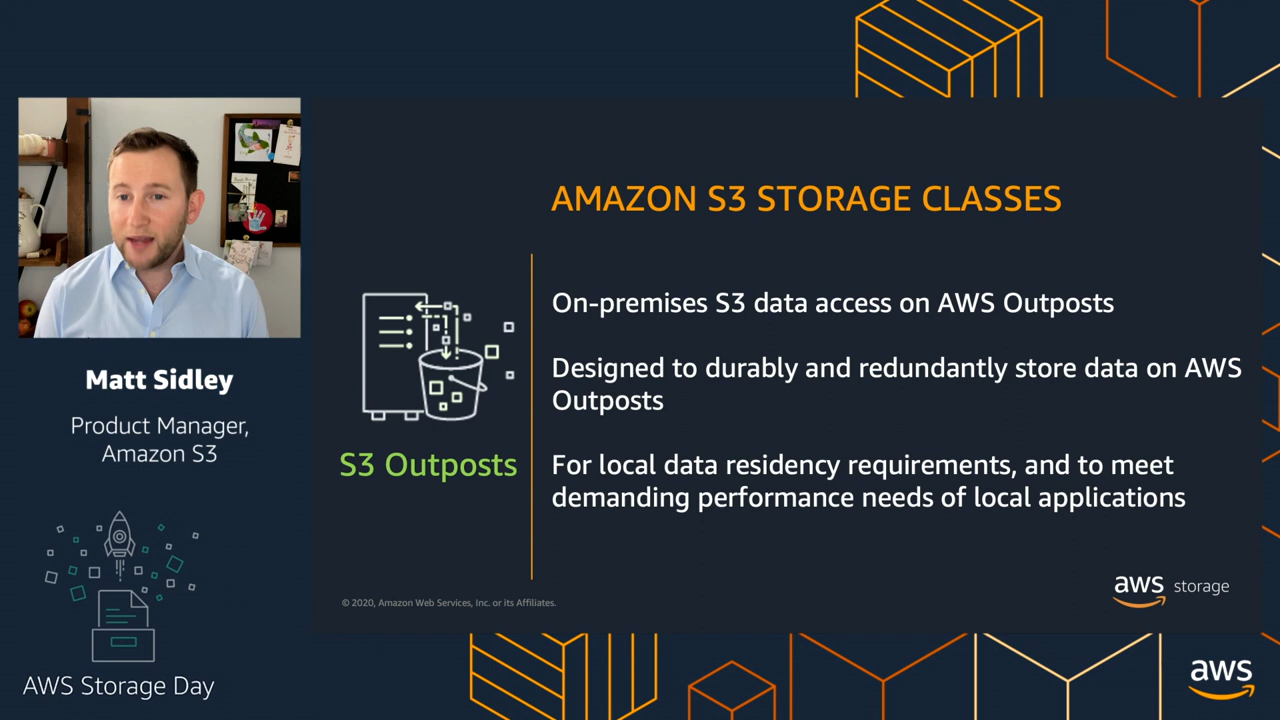 AMAZON S3 STORAGE CLASSES
On-premises S3 data access on AWS Outposts
Designed to durably and redundantly store data on AWS
Outposts
For local data residency requirements, and to meet
demanding performance needs of local applications
S3 Outposts
© 2020, Amazon Web Services, Inc. or its Affiliates.
aws storage
Matt Sidley
Product Manager,
Amazon S3
AWS Storage Day
aws